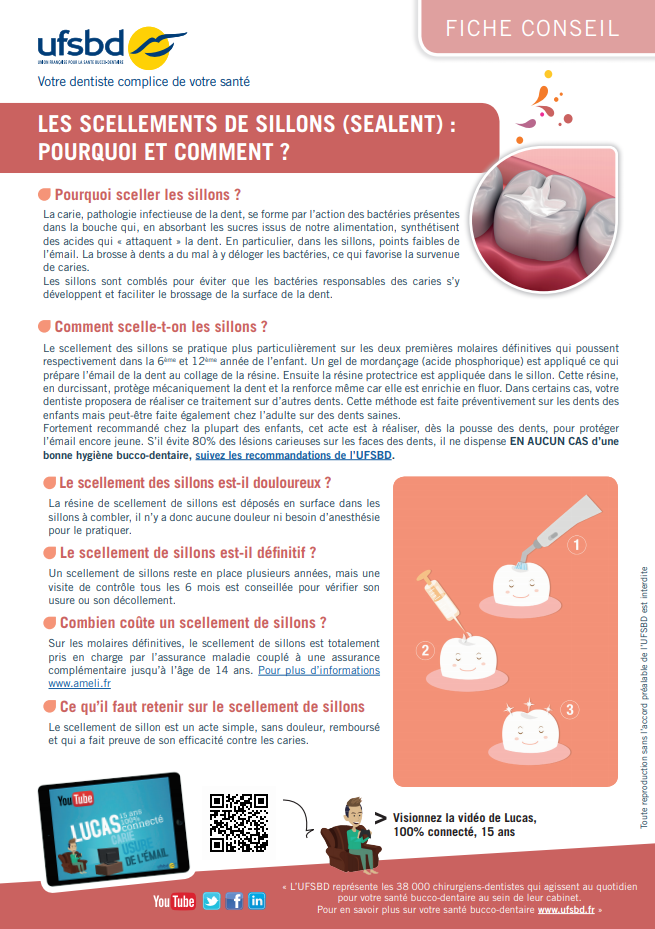 ufsbd
UNION FRANÇAISE POUR LA SANTÉ BUCCO-DENTAIRE
Votre dentiste complice de votre santé
FICHE CONSEIL
LES SCELLEMENTS DE SILLONS (SEALENT) :
POURQUOI ET COMMENT ?
Pourquoi sceller les sillons ?
La carie, pathologie infectieuse de la dent, se forme par l'action des bactéries présentes
dans la bouche qui, en absorbant les sucres issus de notre alimentation, synthétisent
des acides qui « attaquent » la dent. En particulier, dans les sillons, points faibles de
l'émail. La brosse à dents a du mal à y déloger les bactéries, ce qui favorise la survenue
de caries.
Les sillons sont comblés pour éviter que les bactéries responsables des caries s'y
développent et faciliter le brossage de la surface de la dent.
Comment scelle-t-on les sillons ?
Le scellement des sillons se pratique plus particulièrement sur les deux premières molaires définitives qui poussent
respectivement dans la 6ème et 12ème année de l'enfant. Un gel de mordançage (acide phosphorique) est appliqué ce qui
prépare l'émail de la dent au collage de la résine. Ensuite la résine protectrice est appliquée dans le sillon. Cette résine,
en durcissant, protège mécaniquement la dent et la renforce même car elle est enrichie en fluor. Dans certains cas, votre
dentiste proposera de réaliser ce traitement sur d'autres dents. Cette méthode est faite préventivement sur les dents des
enfants mais peut-être faite également chez l'adulte sur des dents saines.
Fortement recommandé chez la plupart des enfants, cet acte est à réaliser, dès la pousse des dents, pour protéger
l'émail encore jeune. S'il évite 80% des lésions carieuses sur les faces des dents, il ne dispense EN AUCUN CAS d'une
bonne hygiène bucco-dentaire, suivez les recommandations de l'UFSBD.
Le scellement des sillons est-il douloureux ?
La résine de scellement de sillons est déposés en surface dans les
sillons à combler, il n'y a donc aucune douleur ni besoin d'anesthésie
pour le pratiquer.
Le scellement de sillons est-il définitif ?
Un scellement de sillons reste en place plusieurs années, mais une
visite de contrôle tous les 6 mois est conseillée pour vérifier son
usure ou son décollement.
Combien coûte un scellement de sillons ?
Sur les molaires définitives, le scellement de sillons est totalement
pris en charge par l'assurance maladie couplé à une assurance
complémentaire jusqu'à l'âge de 14 ans. Pour plus d'informations
www.ameli.fr
Ce qu'il faut retenir sur le scellement de sillons
Le scellement de sillon est un acte simple, sans douleur, remboursé
et qui a fait preuve de son efficacité contre les caries.
1
2
3
Toute reproduction sans l'accord préalable de l'UFSBD est interdite
YouTube
LUCAS
15 ans
100%
connecté
CARIE
USURE
DE L'ÉMAIL
> Visionnez la vidéo de Lucas,
100% connecté, 15 ans
YouTube
f
in
« L'UFSBD représente les 38 000 chirurgiens-dentistes qui agissent au quotidien
pour votre santé bucco-dentaire au sein de leur cabinet.
Pour en savoir plus sur votre santé bucco-dentaire www.ufsbd.fr »